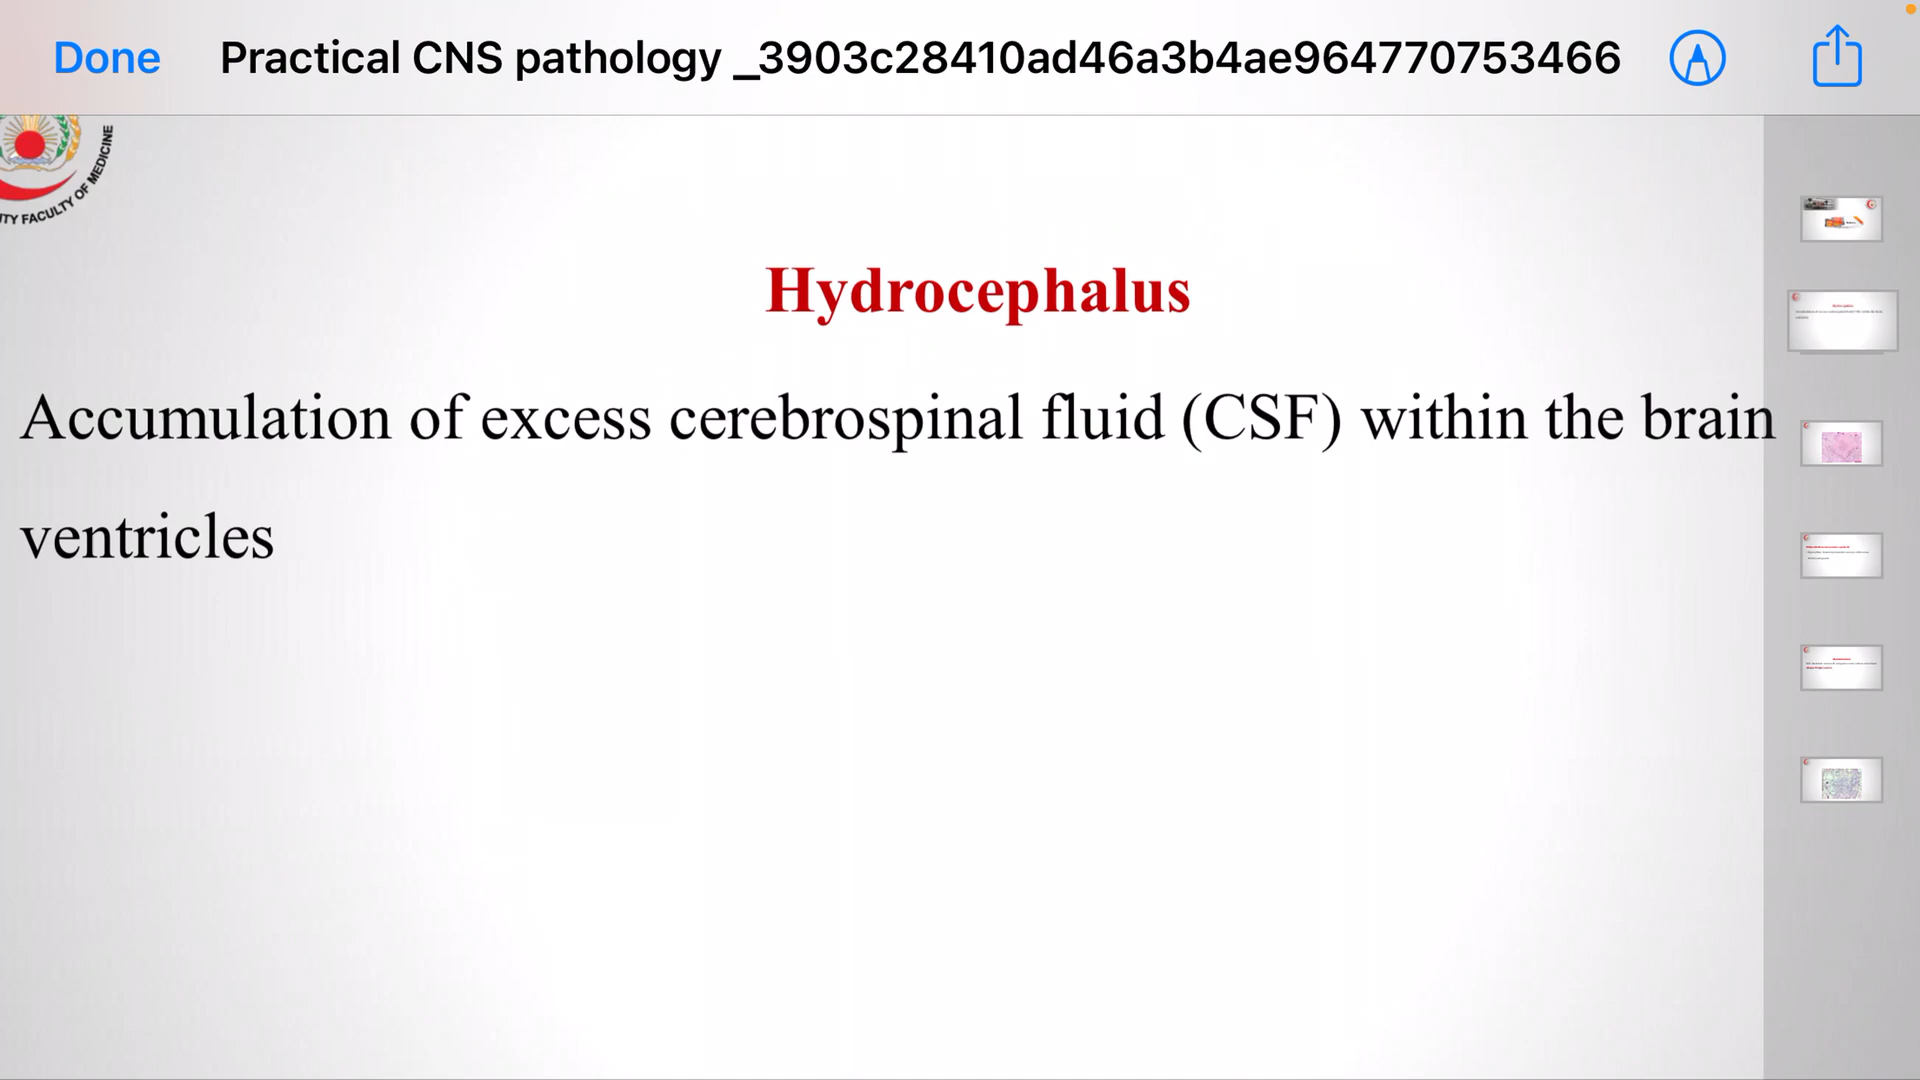 Done Practical CNS pathology _3903c28410ad46a3b4ae964770753466
TY FACULTY OF MEDICINE
Hydrocephalus
Accumulation of excess cerebrospinal fluid (CSF) within the brain
ventricles